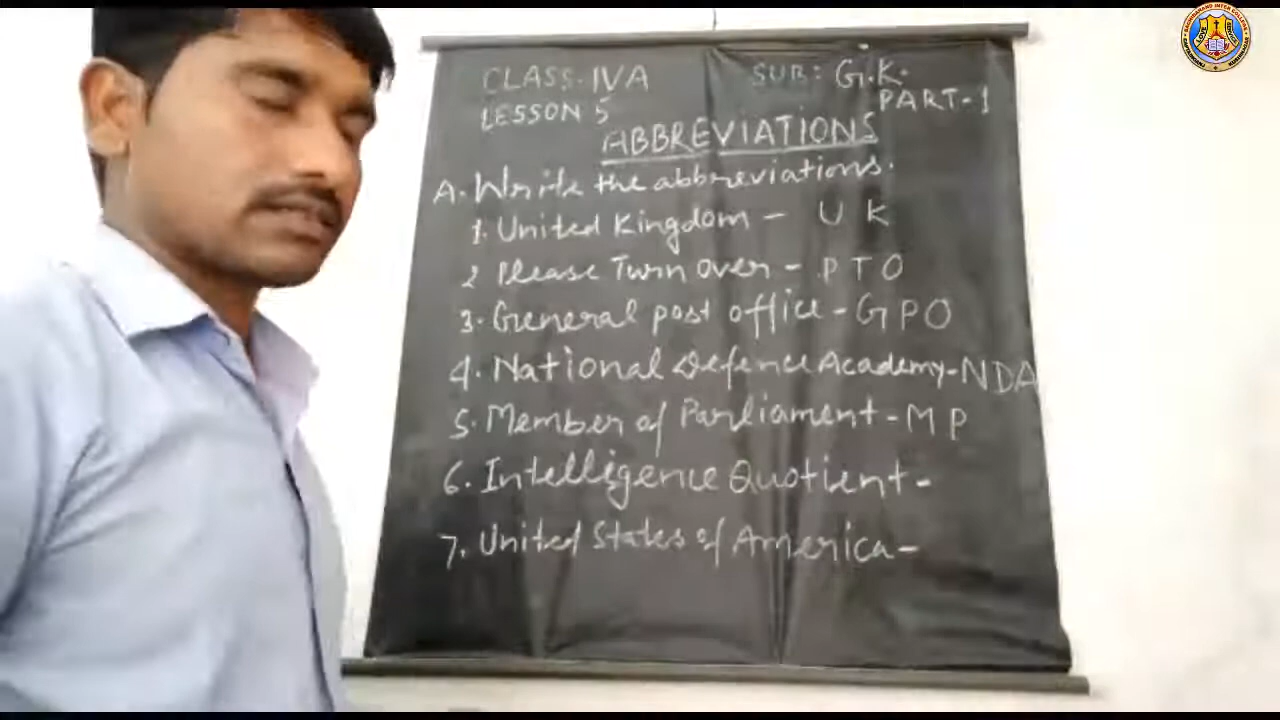 CLASS-IVA
SUB: G.K.
LESSON 5
PART-1
ABBREVIATIONS
A. Write the abbreviations.
1. United Kingdom - U K
2 Please Turn Over - P T O
3. General post office - G P O
4. National Defence Academy - N D A
5. Member of Parliament - M P
6. Intelligence Quotient -
7. United States of America -